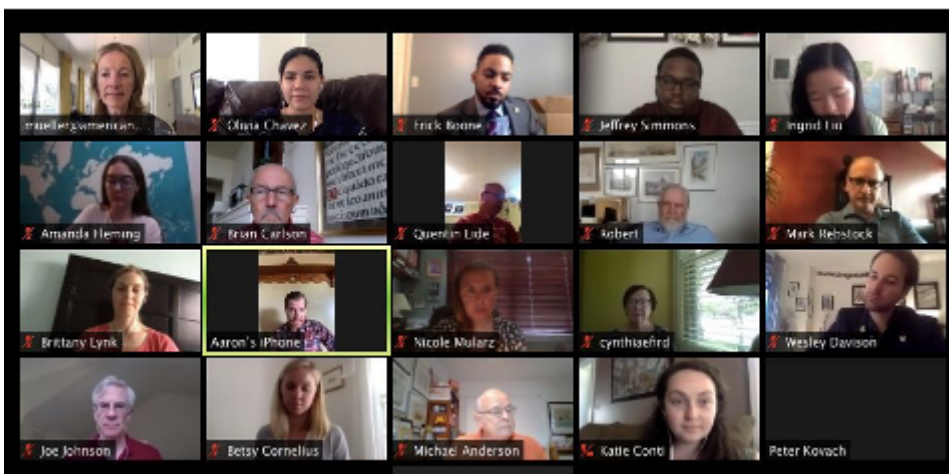 Olivia Chavez
Erick Boone
Jeffrey Simmons
Ingrid Liu
Amanda Fleming
Brian Carlson
Quentin Lide
Robert
Mark Rebstock
Brittany Lynk
Aaron's iPhone
Nicole Mularz
cynthiaefird
Wesley Davison
Joe Johnson
Betsy Cornelius
Michael Anderson
Katie Conti
Peter Kovach